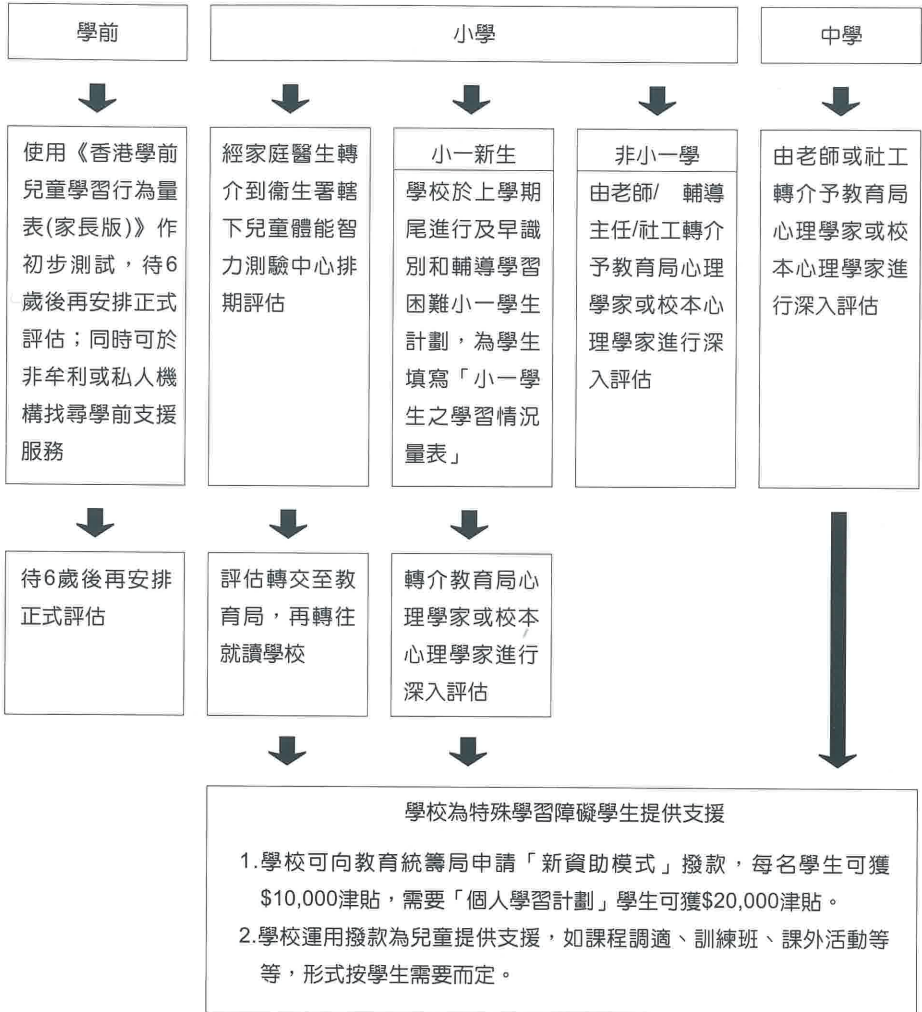 學前
小學
中學
使用《香港學前
兒童學習行為量
表(家長版)》作
初步測試，待6
歲後再安排正式
評估；同時可於
非牟利或私人機
構找尋學前支援
服務
經家庭醫生轉
介到衞生署轄
下兒童體能智
力測驗中心排
期評估
小一新生
學校於上學期
尾進行及早識
別和輔導學習
困難小一學生
計劃，為學生
填寫「小一學
生之學習情況
量表」
非小一學
由老師/ 輔導
主任/社工轉介
予教育局心理
學家或校本心
理學家進行深
入評估
由老師或社工
轉介予教育局
心理學家或校
本心理學家進
行深入評估
待6歲後再安排
正式評估
評估轉交至教
育局，再轉往
就讀學校
轉介教育局心
理學家或校本
心理學家進行
深入評估
學校為特殊學習障礙學生提供支援
1.學校可向教育統籌局申請「新資助模式」撥款，每名學生可獲
$10,000津貼，需要「個人學習計劃」學生可獲$20,000津貼。
2.學校運用撥款為兒童提供支援，如課程調適、訓練班、課外活動等
等，形式按學生需要而定。